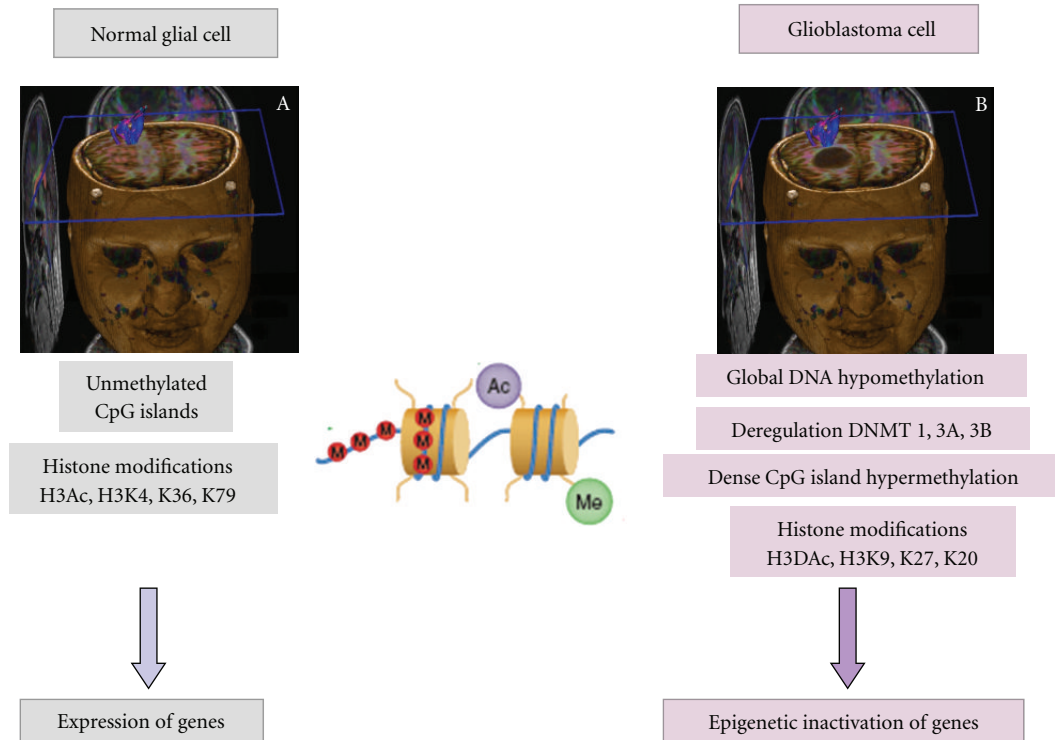 Normal glial cell
A
Unmethylated
CpG islands
Histone modifications
H3Ac, H3K4, K36, K79
Expression of genes
M
M
M
M
M
M
Ac
Me
Glioblastoma cell
B
Global DNA hypomethylation
Deregulation DNMT 1, 3A, 3B
Dense CpG island hypermethylation
Histone modifications
H3DAc, H3K9, K27, K20
Epigenetic inactivation of genes